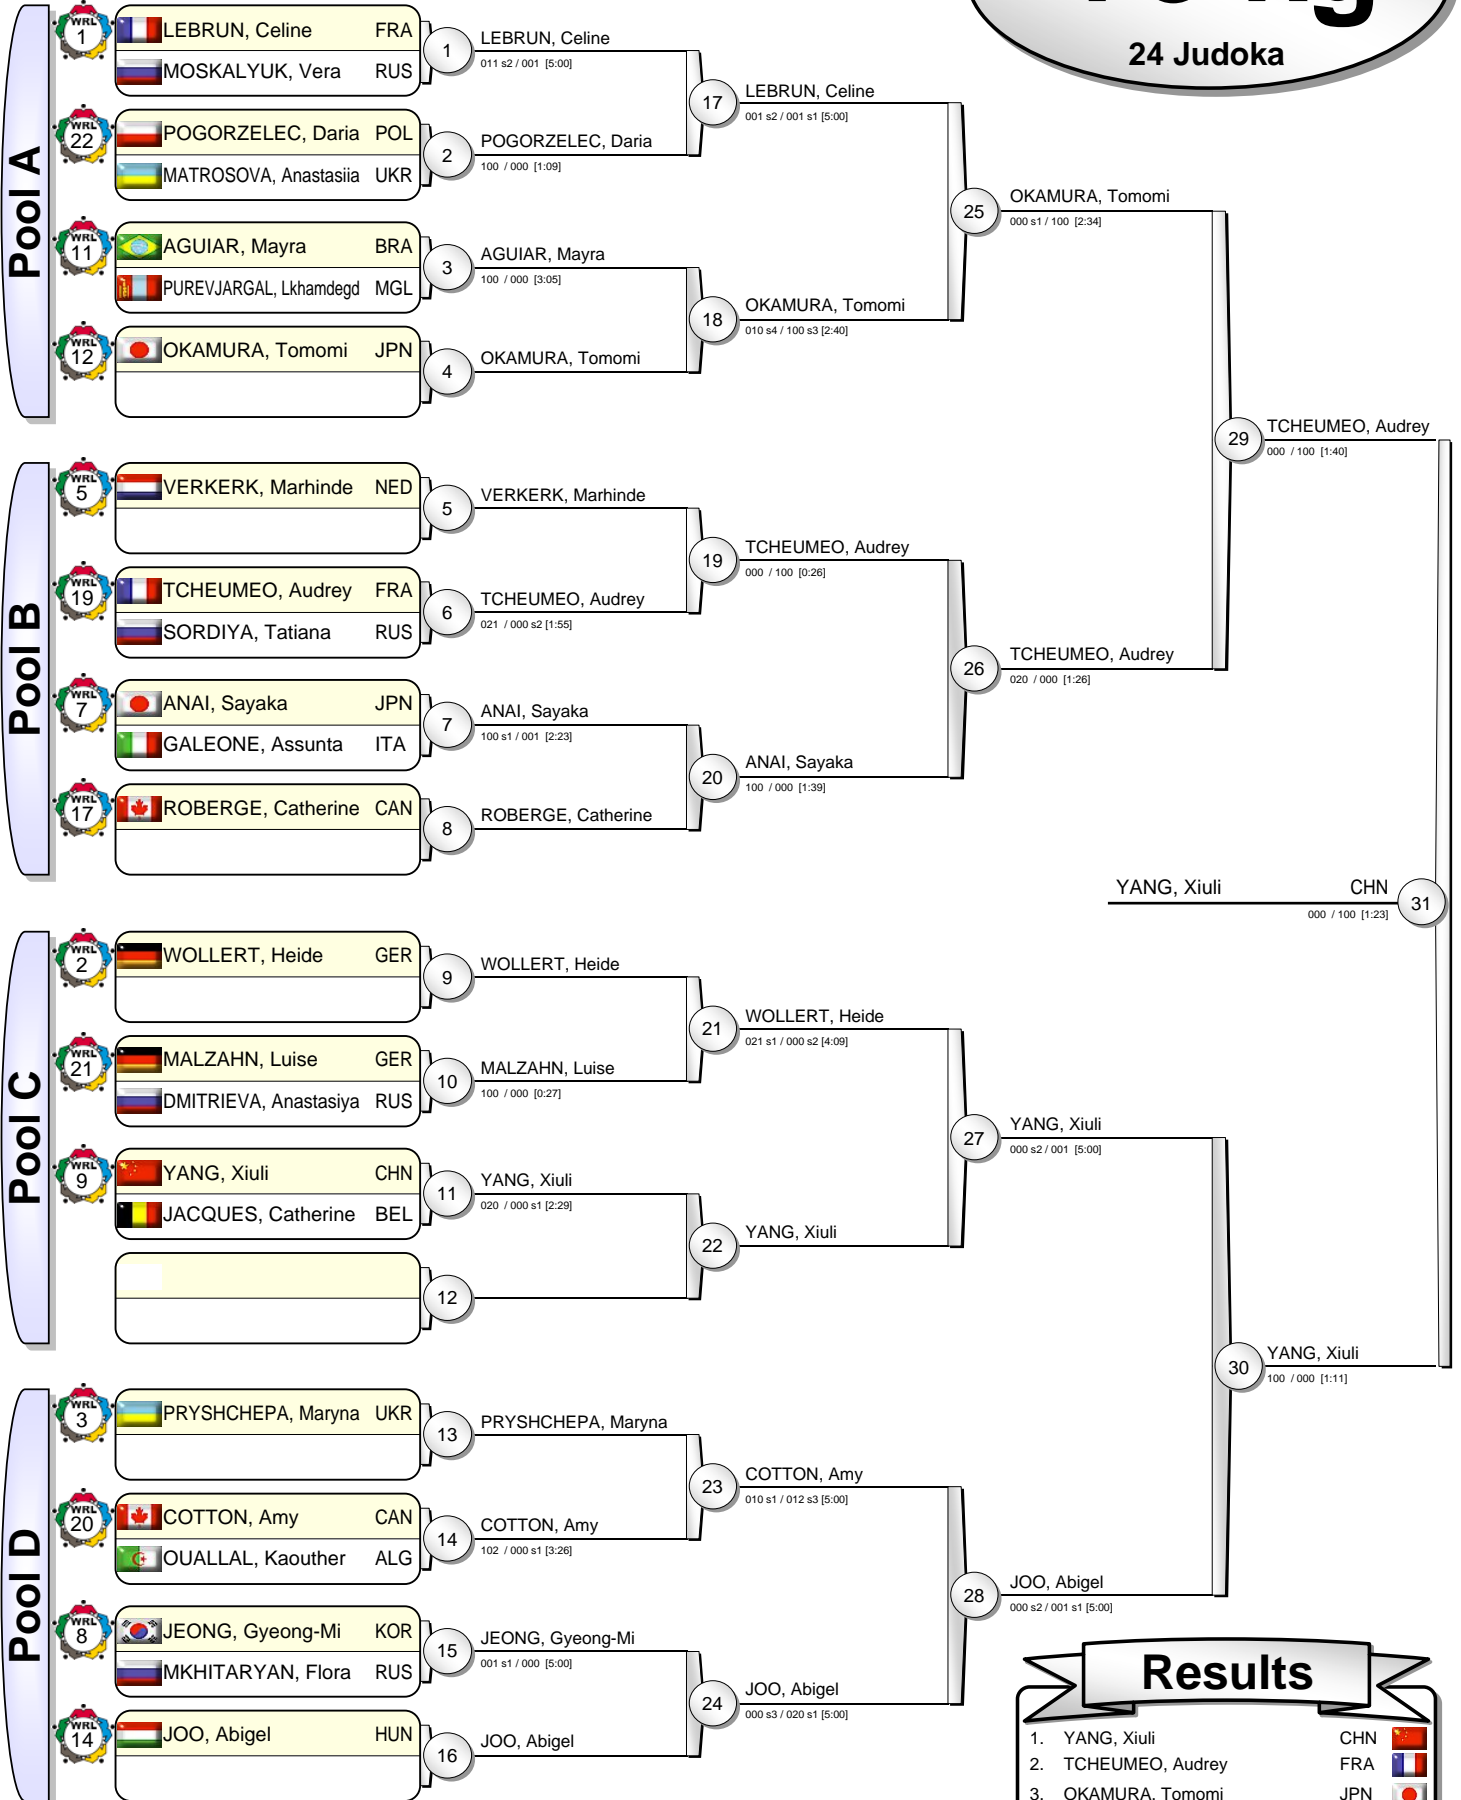 24 Judoka
Pool A
WRL 1
LEBRUN, Celine FRA
MOSKALYUK, Vera RUS
1
LEBRUN, Celine
011 s2 / 001 [5:00]
WRL 22
POGORZELEC, Daria POL
MATROSOVA, Anastasiia UKR
2
POGORZELEC, Daria
100 / 000 [1:09]
17
LEBRUN, Celine
001 s2 / 001 s1 [5:00]
WRL 11
AGUIAR, Mayra BRA
PUREVJARGAL, Lkhamdegd MGL
3
AGUIAR, Mayra
100 / 000 [3:05]
WRL 12
OKAMURA, Tomomi JPN
4
OKAMURA, Tomomi
18
OKAMURA, Tomomi
010 s4 / 100 s3 [2:40]
25
OKAMURA, Tomomi
000 s1 / 100 [2:34]
Pool B
WRL 5
VERKERK, Marhinde NED
5
VERKERK, Marhinde
WRL 19
TCHEUMEO, Audrey FRA
SORDIYA, Tatiana RUS
6
TCHEUMEO, Audrey
021 / 000 s2 [1:55]
19
TCHEUMEO, Audrey
000 / 100 [0:26]
WRL 7
ANAI, Sayaka JPN
GALEONE, Assunta ITA
7
ANAI, Sayaka
100 s1 / 001 [2:23]
WRL 17
ROBERGE, Catherine CAN
8
ROBERGE, Catherine
20
ANAI, Sayaka
100 / 000 [1:39]
26
TCHEUMEO, Audrey
020 / 000 [1:26]
29
TCHEUMEO, Audrey
000 / 100 [1:40]
YANG, Xiuli CHN
31
000 / 100 [1:23]
Pool C
WRL 2
WOLLERT, Heide GER
9
WOLLERT, Heide
WRL 21
MALZAHN, Luise GER
DMITRIEVA, Anastasiya RUS
10
MALZAHN, Luise
100 / 000 [0:27]
21
WOLLERT, Heide
021 s1 / 000 s2 [4:09]
WRL 9
YANG, Xiuli CHN
JACQUES, Catherine BEL
11
YANG, Xiuli
020 / 000 s1 [2:29]
12
22
YANG, Xiuli
27
YANG, Xiuli
000 s2 / 001 [5:00]
Pool D
WRL 3
PRYSHCHEPA, Maryna UKR
13
PRYSHCHEPA, Maryna
WRL 20
COTTON, Amy CAN
OUALLAL, Kaouther ALG
14
COTTON, Amy
102 / 000 s1 [3:26]
23
COTTON, Amy
010 s1 / 012 s3 [5:00]
WRL 8
JEONG, Gyeong-Mi KOR
MKHITARYAN, Flora RUS
15
JEONG, Gyeong-Mi
001 s1 / 000 [5:00]
WRL 14
JOO, Abigel HUN
16
JOO, Abigel
24
JOO, Abigel
000 s3 / 020 s1 [5:00]
28
JOO, Abigel
000 s2 / 001 s1 [5:00]
30
YANG, Xiuli
100 / 000 [1:11]
Results
1. YANG, Xiuli CHN
2. TCHEUMEO, Audrey FRA
3. OKAMURA, Tomomi JPN